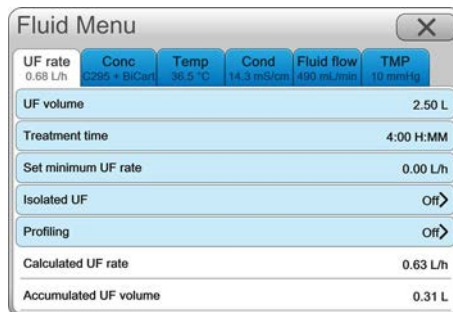 Fluid Menu
X
UF rate Conc Temp Cond Fluid flow TMP
0.68 L/h C295 + BiCart 36.5 °C 14.3 mS/cm 490 mL/min 10 mmHg
UF volume 2.50 L
Treatment time 4:00 H:MM
Set minimum UF rate 0.00 L/h
Isolated UF Off>
Profiling Off>
Calculated UF rate 0.63 L/h
Accumulated UF volume 0.31 L